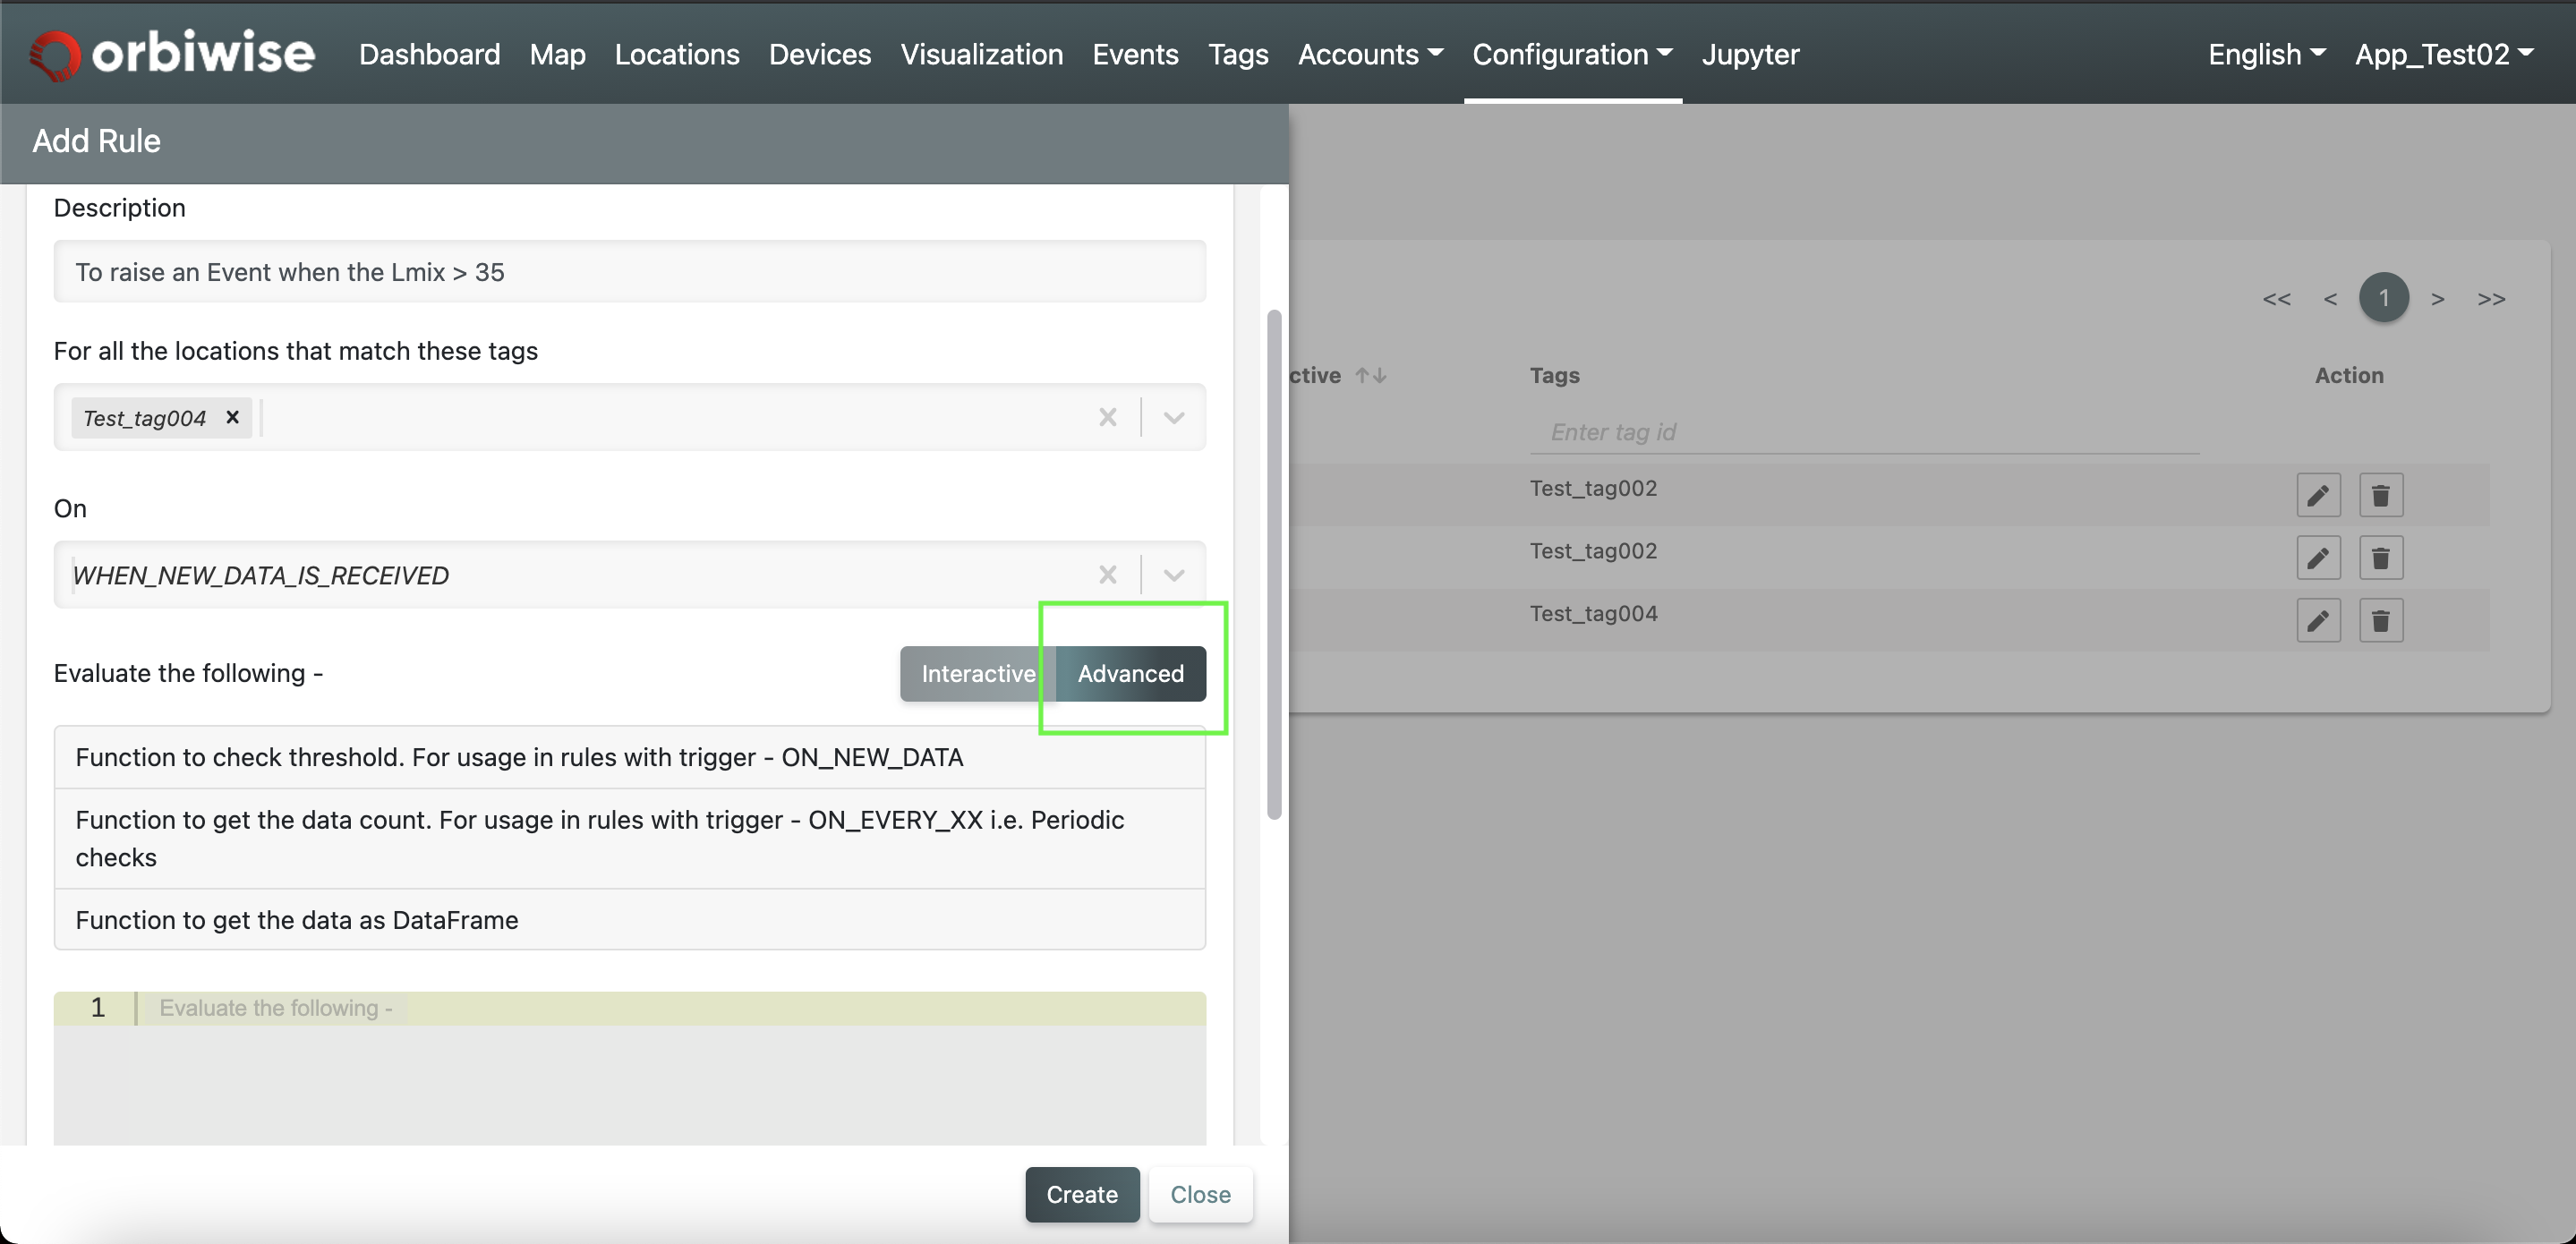 orbiwise Dashboard Map Locations Devices Visualization Events Tags Accounts Configuration Jupyter English App_Test02
Add Rule
Description
To raise an Event when the Lmix > 35
For all the locations that match these tags
Test_tag004
On
WHEN_NEW_DATA_IS_RECEIVED
Evaluate the following -
Interactive Advanced
Function to check threshold. For usage in rules with trigger - ON_NEW_DATA
Function to get the data count. For usage in rules with trigger - ON_EVERY_XX i.e. Periodic
checks
Function to get the data as DataFrame
1 Evaluate the following -
Create Close
<< < 1 > >>
ctive Tags Action
Enter tag id
Test_tag002
Test_tag002
Test_tag004